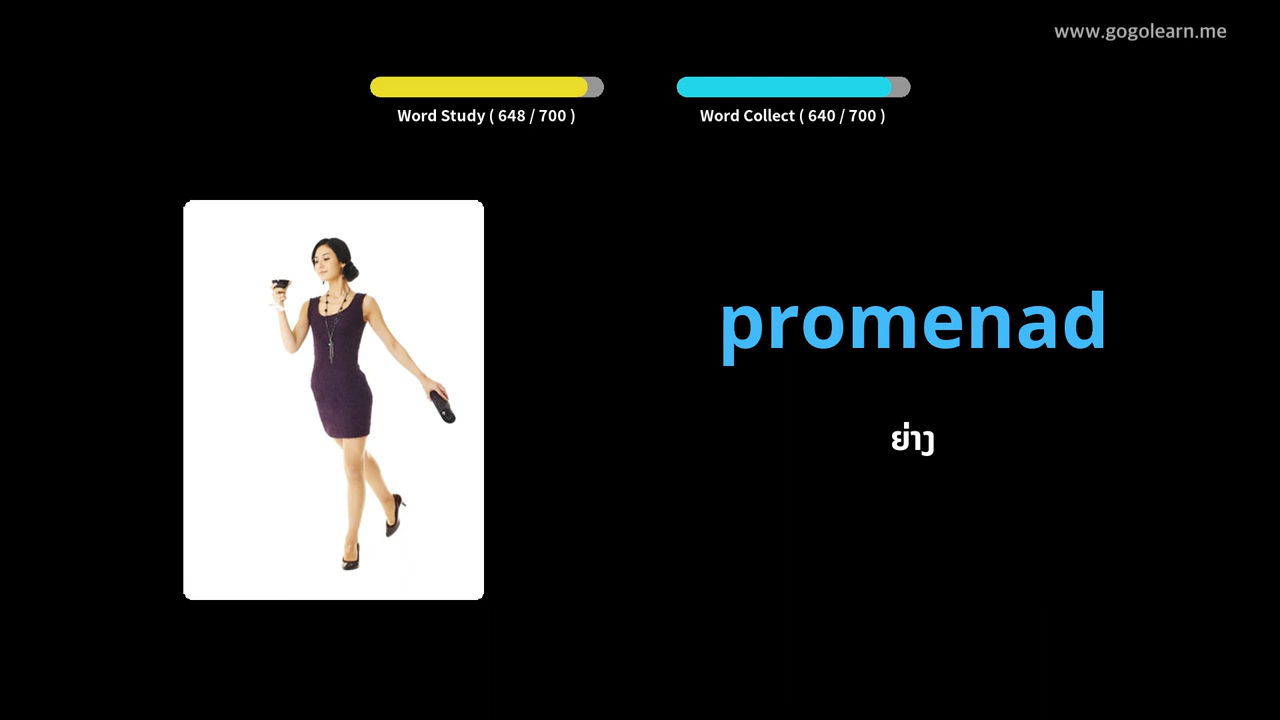 www.gogolearn.me
Word Study ( 648 / 700 )
Word Collect ( 640 / 700 )
promenad
ຍ່າງ